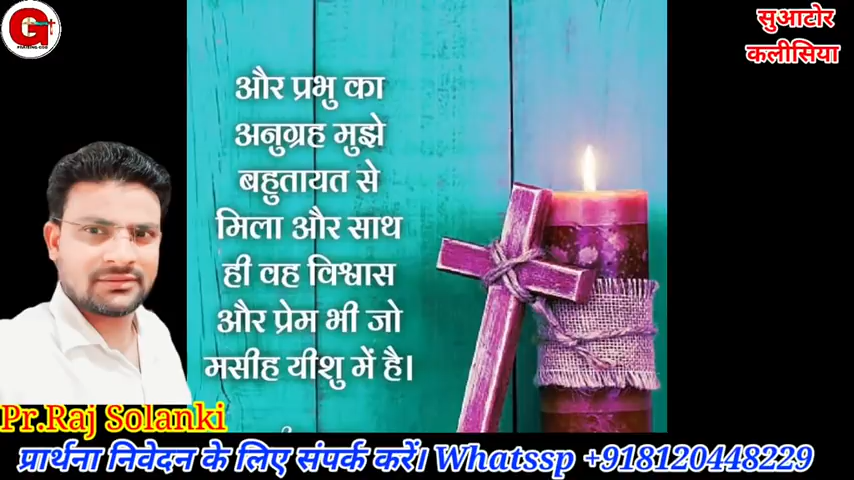 सुआटोर
कलीसिया
और प्रभु का
अनुग्रह मुझे
बहुतायत से
मिला और साथ
ही वह विश्वास
और प्रेम भी जो
मसीह यीशु में है।
Pr.Raj Solanki
प्रार्थना निवेदन के लिए संपर्क करें। Whatssp +918120448229